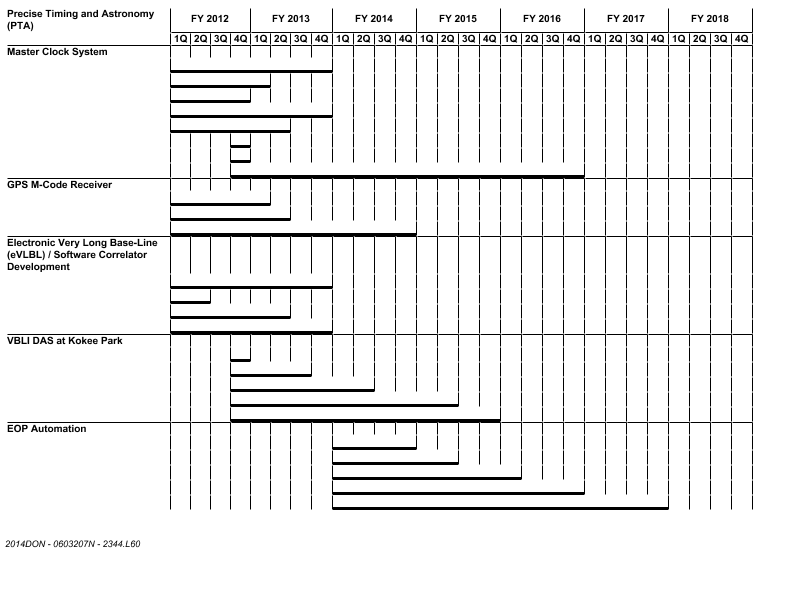 Precise Timing and Astronomy
(PTA)
FY 2012 FY 2013 FY 2014 FY 2015 FY 2016 FY 2017 FY 2018
1Q 2Q 3Q 4Q 1Q 2Q 3Q 4Q 1Q 2Q 3Q 4Q 1Q 2Q 3Q 4Q 1Q 2Q 3Q 4Q 1Q 2Q 3Q 4Q 1Q 2Q 3Q 4Q
Master Clock System
GPS M-Code Receiver
Electronic Very Long Base-Line
(eVLBL) / Software Correlator
Development
VBLI DAS at Kokee Park
EOP Automation
2014DON - 0603207N - 2344.L60